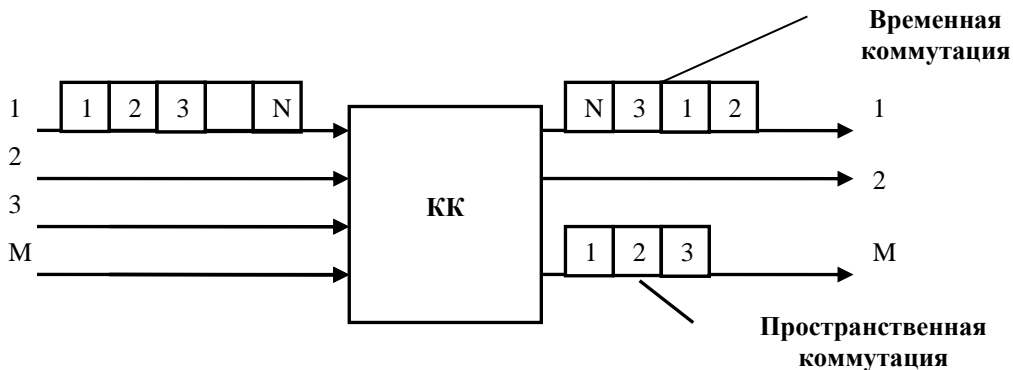 Временная
коммутация
1 1 2 3 N N 3 1 2 1
2 2
3
КК
М 1 2 3 М
Пространственная
коммутация